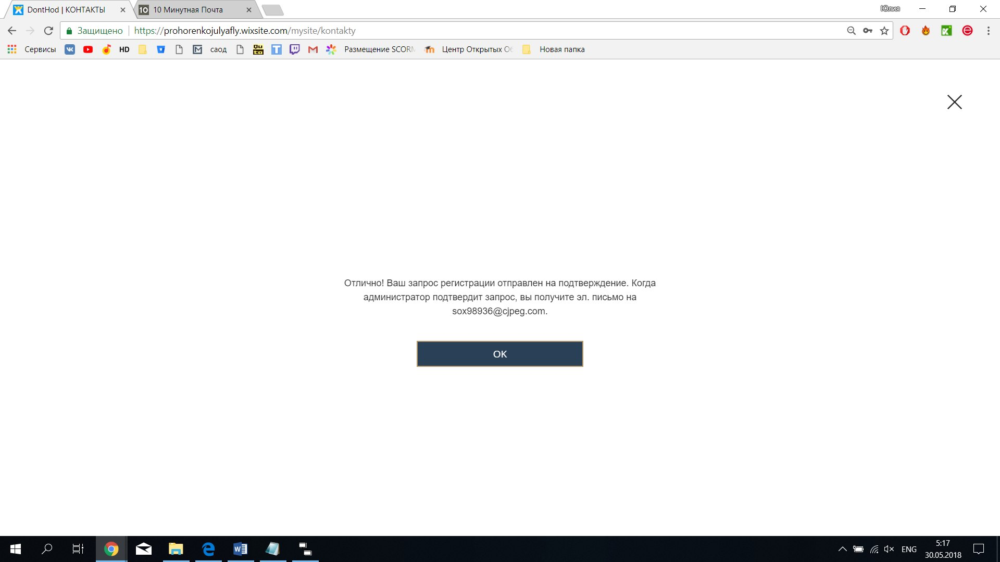 DontHod | КОНТАКТЫ
10 Минутная Почта
Юлия
Защищено
https://prohorenkojulyafly.wixsite.com/mysite/kontakty
Сервисы HD саод Размещение SCORM Центр Открытых Об Новая папка
Отлично! Ваш запрос регистрации отправлен на подтверждение. Когда
администратор подтвердит запрос, вы получите эл. письмо на
sox98936@cjpeg.com.
OK
ENG
5:17
30.05.2018